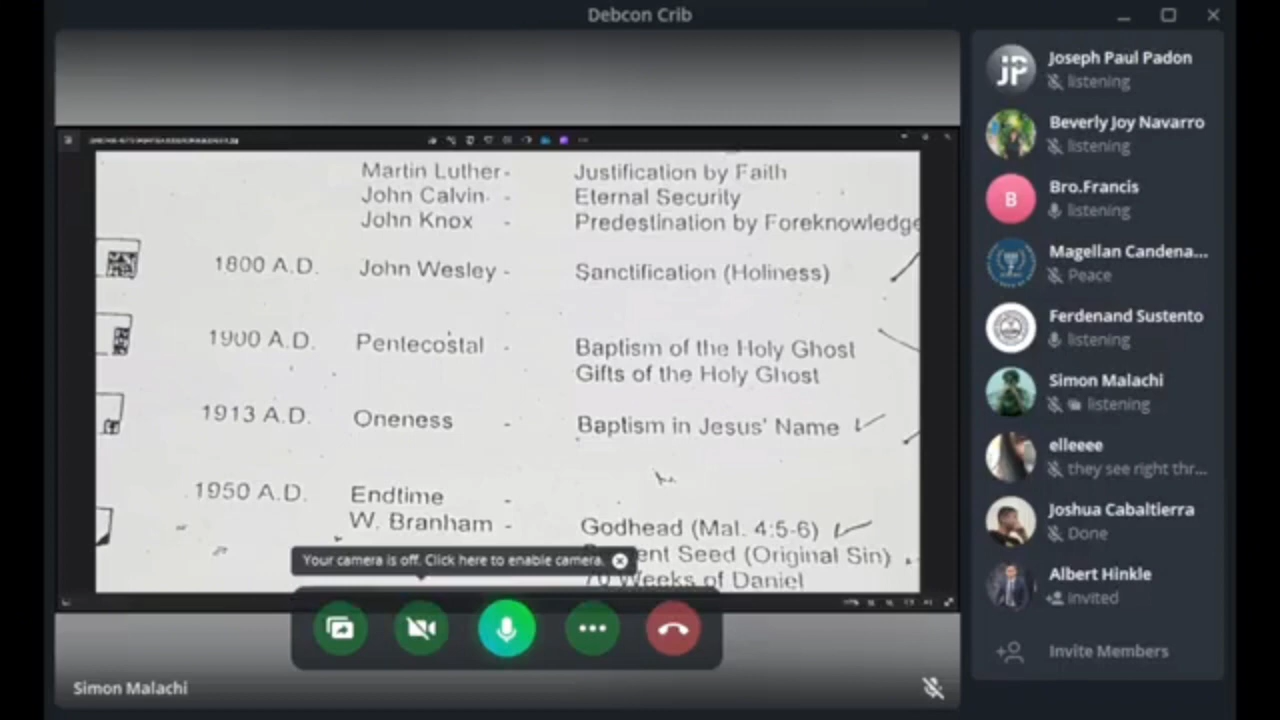 Debcon Crib
Martin Luther-
Justification by Faith
John Calvin -
Eternal Security
John Knox -
Predestination by Foreknowledge
1800 A.D.
John Wesley -
Sanctification (Holiness)
1900 A.D.
Pentecostal -
Baptism of the Holy Ghost
Gifts of the Holy Ghost
1913 A.D.
Oneness -
Baptism in Jesus' Name
1950 A.D.
Endtime -
W. Branham -
Godhead (Mal. 4:5-6)
ent Seed (Original Sin)
70 Weeks of Daniel
Your camera is off. Click here to enable camera.
Simon Malachi
JP
Joseph Paul Padon
listening
Beverly Joy Navarro
listening
B
Bro.Francis
listening
Magellan Candena...
Peace
Ferdenand Sustento
listening
Simon Malachi
listening
elleeee
they see right thr...
Joshua Cabaltierra
Done
Albert Hinkle
invited
Invite Members